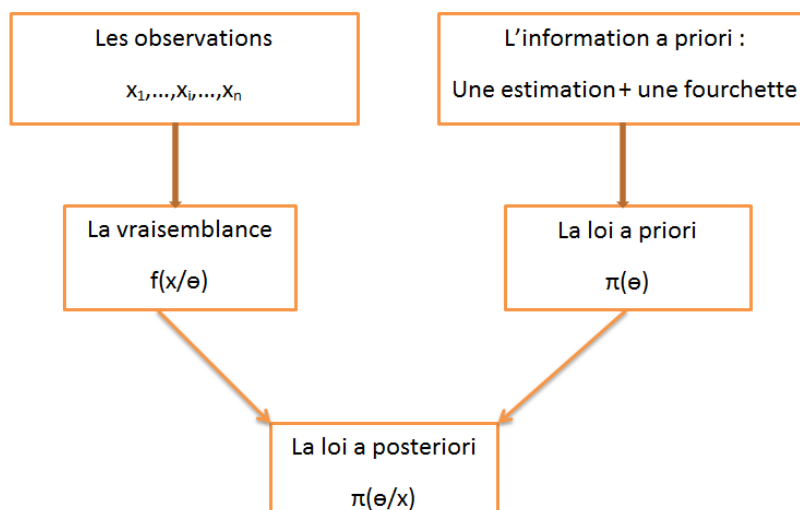 Les observations
x₁,...,xᵢ,...,xₙ
L’information a priori :
Une estimation + une fourchette
La vraisemblance
f(x/ɵ)
La loi a priori
π(ɵ)
La loi a posteriori
π(ɵ/x)